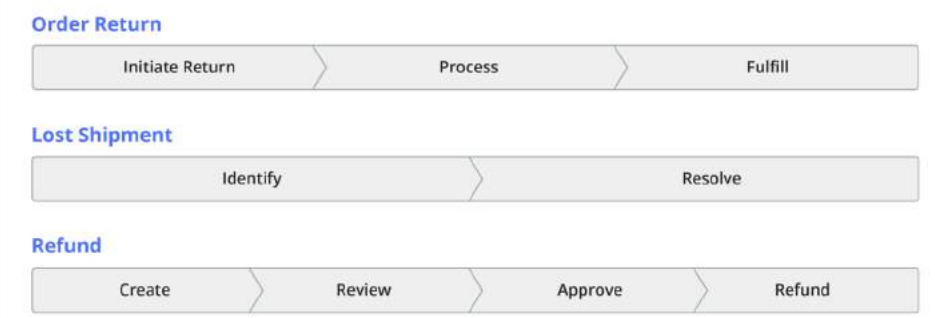 Order Return
Initiate Return Process Fulfill
Lost Shipment
Identify Resolve
Refund
Create Review Approve Refund